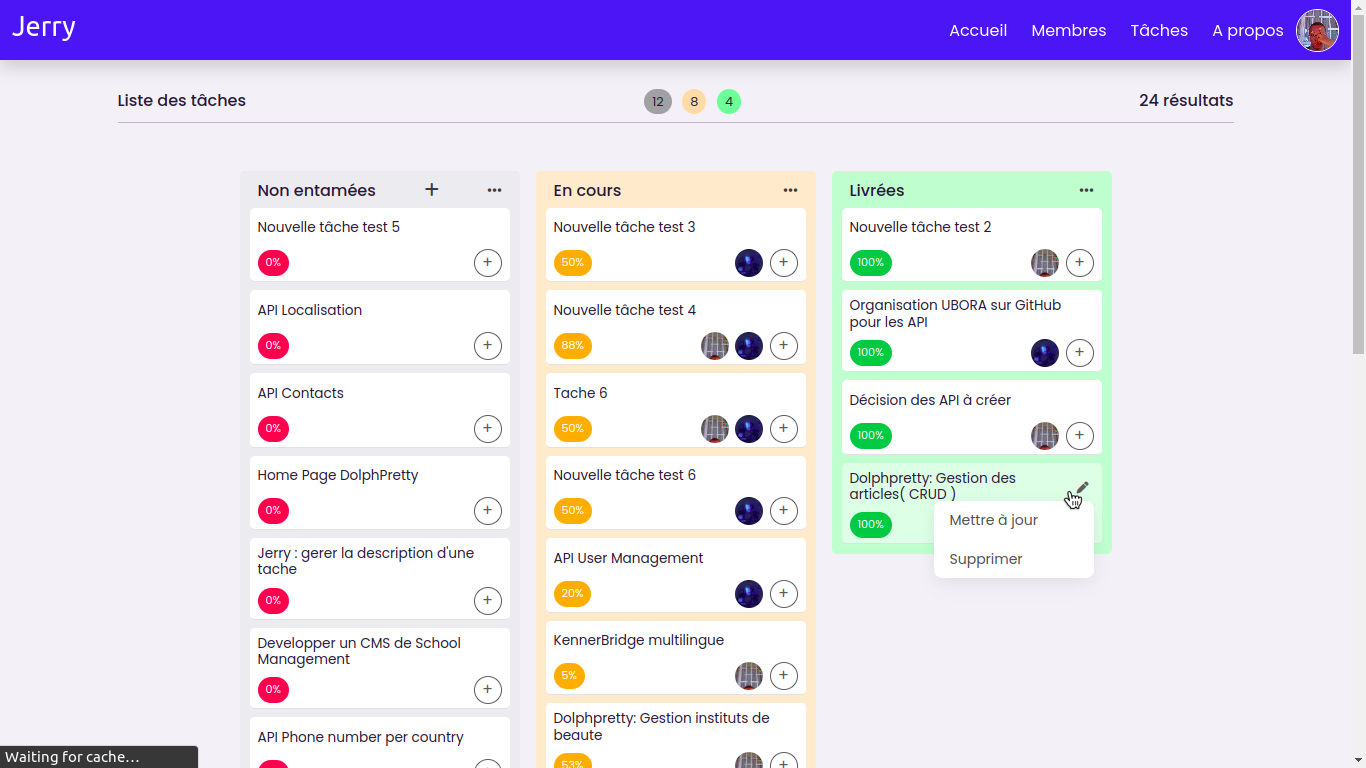 Jerry
Accueil
Membres
Tâches
A propos
Liste des tâches
12
8
4
24 résultats
Non entamées
+
...
Nouvelle tâche test 5
0%
+
API Localisation
0%
+
API Contacts
0%
+
Home Page DolphPretty
0%
+
Jerry : gerer la description d'une
tache
0%
+
Developper un CMS de School
Management
0%
+
API Phone number per country
En cours
...
Nouvelle tâche test 3
50%
+
Nouvelle tâche test 4
88%
+
Tache 6
50%
+
Nouvelle tâche test 6
50%
+
API User Management
20%
+
KennerBridge multilingue
5%
+
Dolphpretty: Gestion instituts de
beaute
53%
+
Livrées
...
Nouvelle tâche test 2
100%
+
Organisation UBORA sur GitHub
pour les API
100%
+
Décision des API à créer
100%
+
Dolphpretty: Gestion des
articles( CRUD )
100%
Mettre à jour
Supprimer
Waiting for cache...